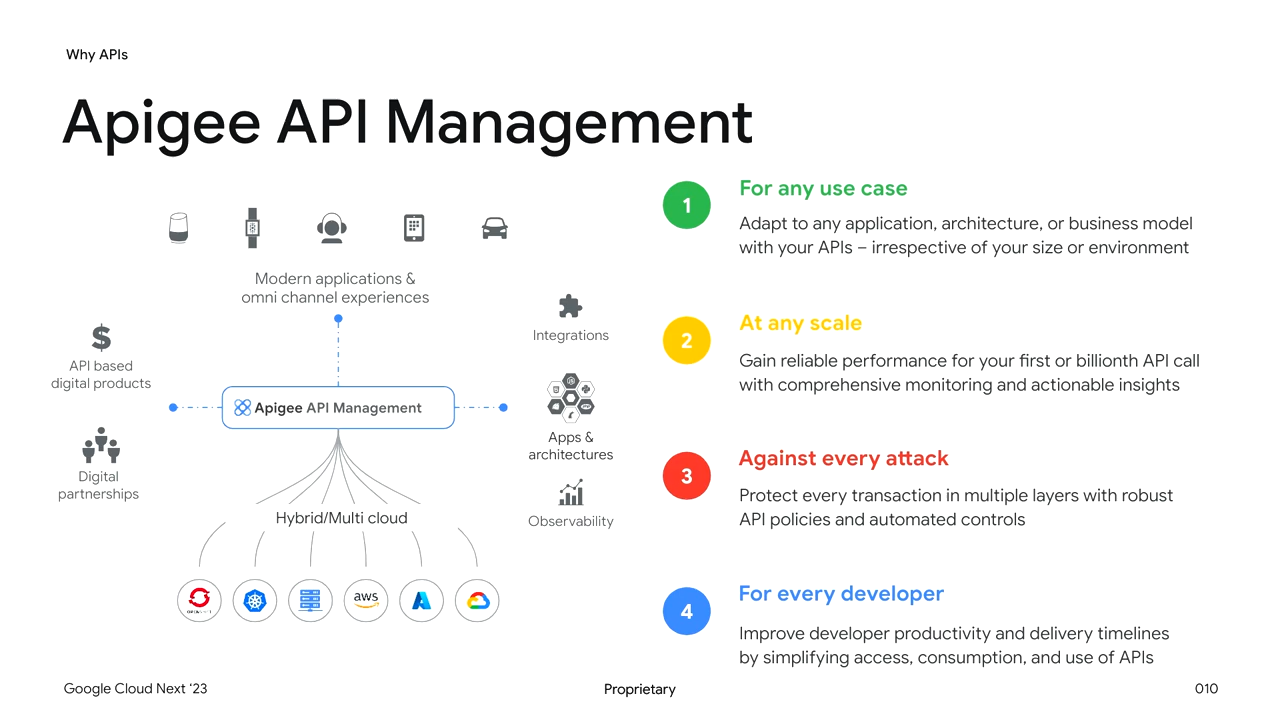 Why APIs
Apigee API Management
Modern applications &
omni channel experiences
API based
digital products
Digital
partnerships
Apigee API Management
Integrations
Apps &
architectures
Observability
Hybrid/Multi cloud
aws
1
For any use case
Adapt to any application, architecture, or business model
with your APIs – irrespective of your size or environment
2
At any scale
Gain reliable performance for your first or billionth API call
with comprehensive monitoring and actionable insights
3
Against every attack
Protect every transaction in multiple layers with robust
API policies and automated controls
4
For every developer
Improve developer productivity and delivery timelines
by simplifying access, consumption, and use of APIs
Google Cloud Next ‘23
Proprietary
010